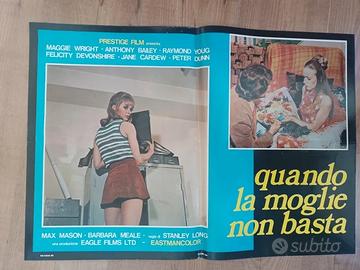 PRESTIGE FILM presenta
MAGGIE WRIGHT - ANTHONY BAILEY - RAYMOND YOUG
FELICITY DEVONSHIRE - JANE CARDEW - PETER DUNN
quando
la moglie
non basta
MAX MASON - BARBARA MEALE - regia di STANLEY LONG
una produzione EAGLE FILMS LTD - EASTMANCOLOR
subito